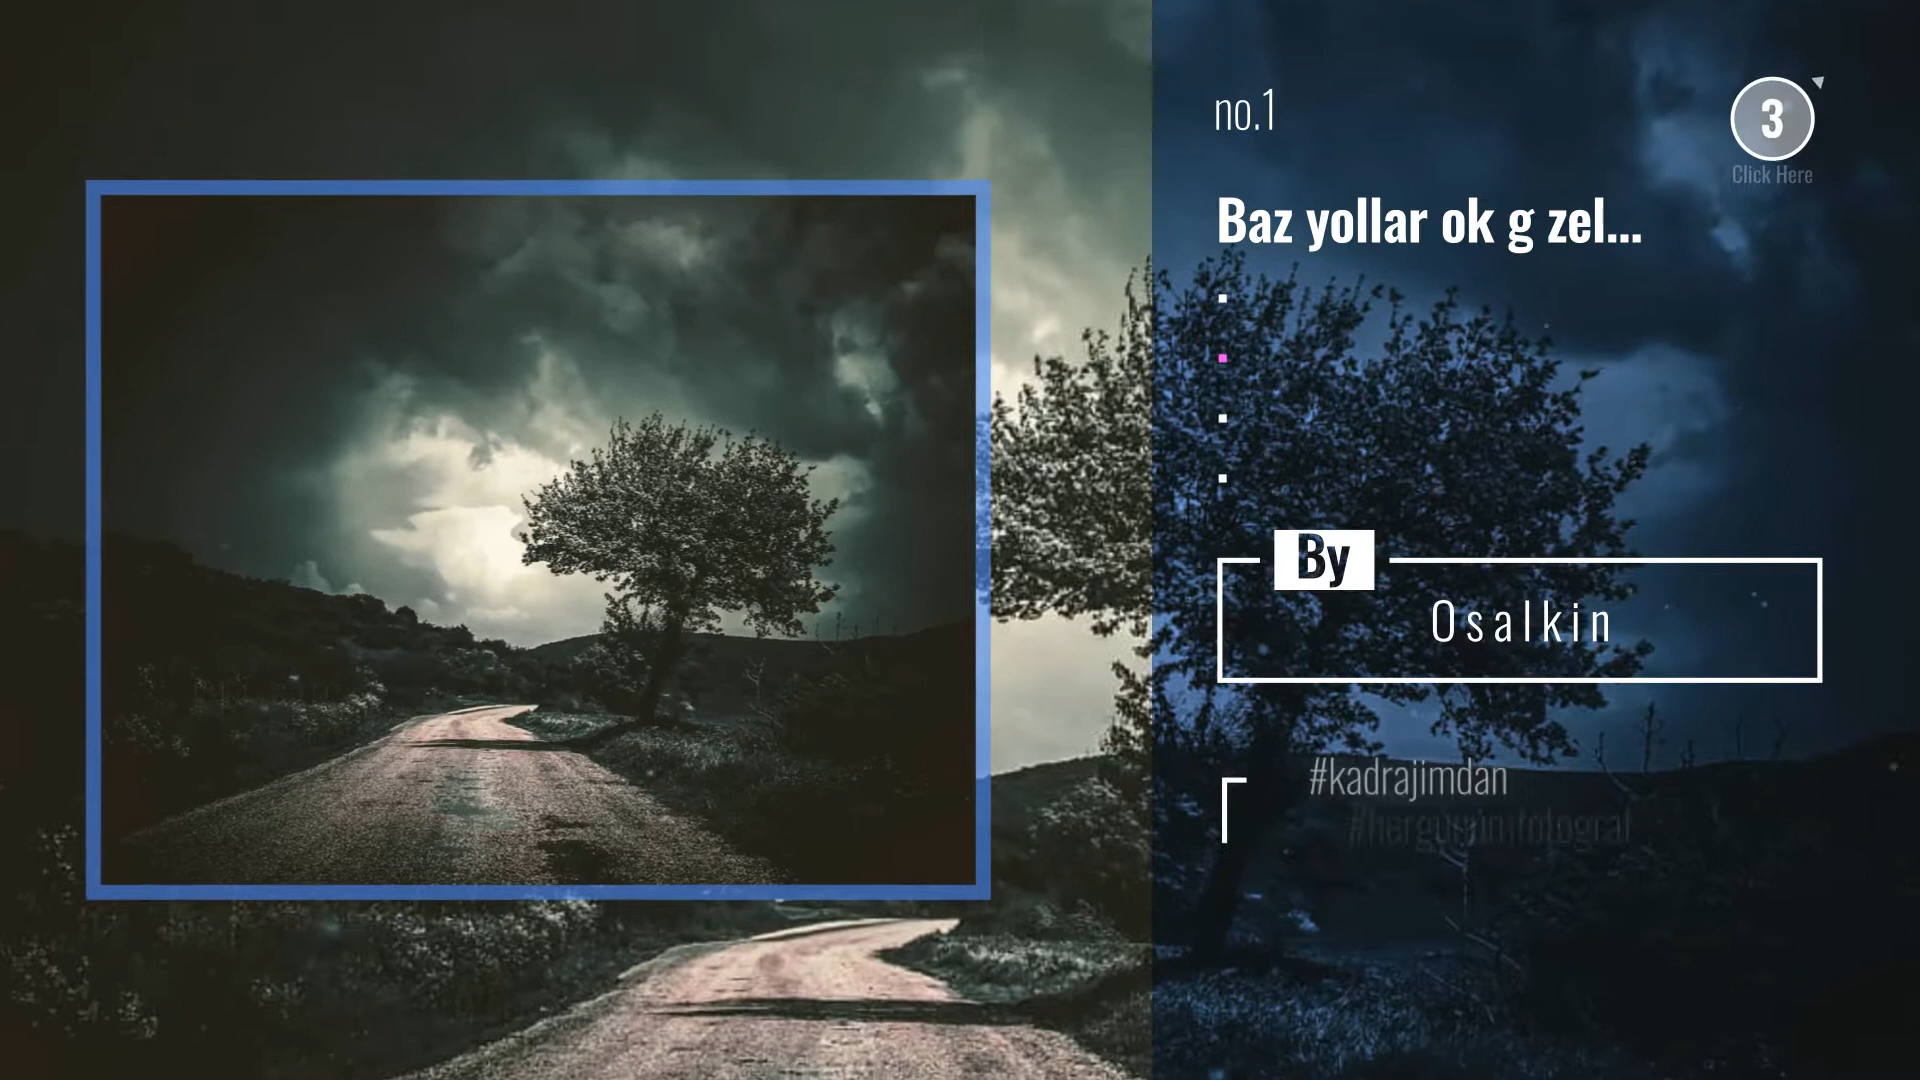 no.1
3
Click Here
Baz yollar ok g zel...
By
Osalkin
#kadrajimdan